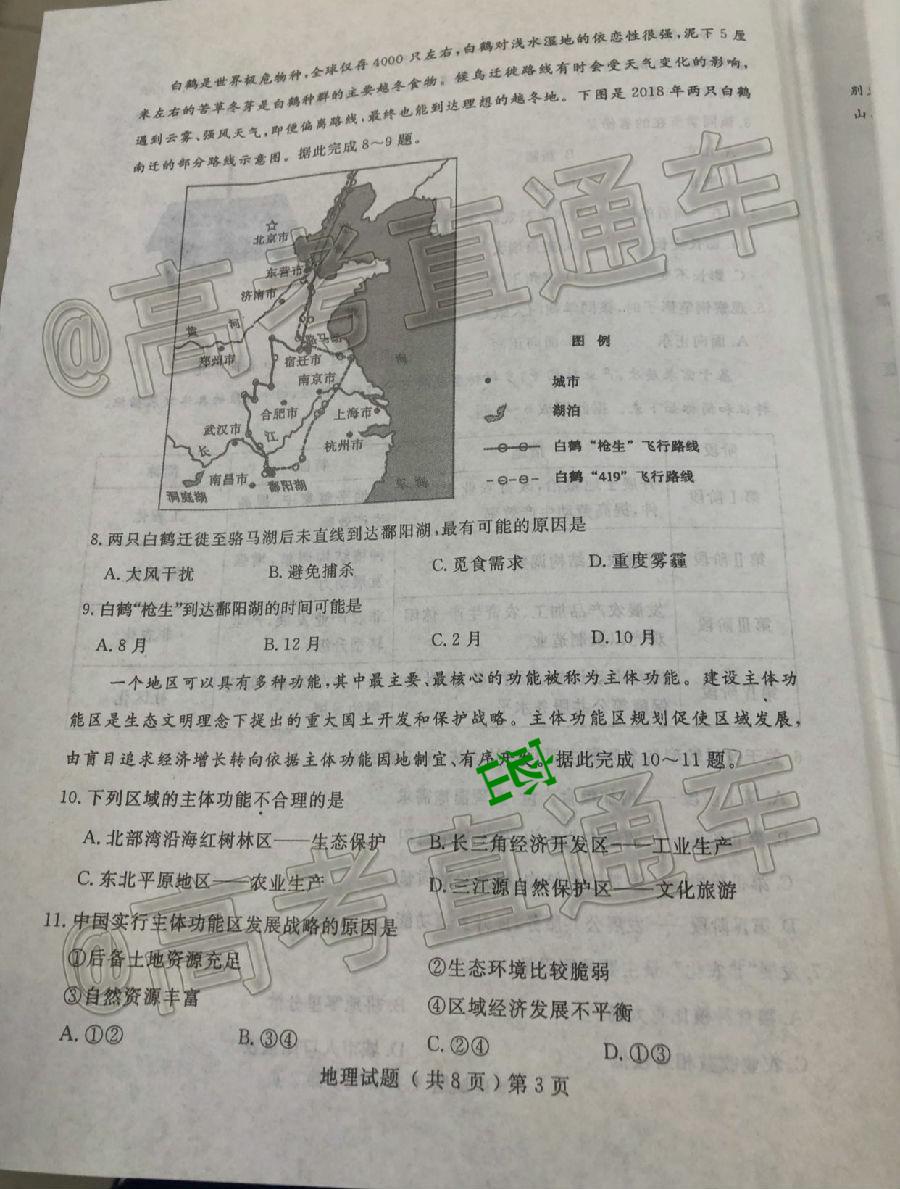 白鹤是世界极危物种,全球仅存4000只左右,白鹤对浅水湿地的依恋性很强,泥下5厘
米左右的苦草冬芽是白鹤种群的主要越冬食物。候鸟迁徙路线有时会受天气变化的影响,
遇到云雾、强风天气,即便偏离路线,最终也能到达理想的越冬地。下图是2018年两只白鹤
南迁的部分路线示意图。据此完成8～9题。
北京市
东营市
济南市
黄 河
骆马湖
郑州市
宿迁市
海
南京市
合肥市
上海市
武汉市
江
杭州市
长
南昌市
鄱阳湖
洞庭湖
东海
图 例
城市
湖泊
白鹤“枪生”飞行路线
白鹤“419”飞行路线
8.两只白鹤迁徙至骆马湖后未直线到达鄱阳湖,最有可能的原因是
A.大风干扰 B.避免捕杀 C.觅食需求 D.重度雾霾
9.白鹤“枪生”到达鄱阳湖的时间可能是
A.8月 B.12月 C.2月 D.10月
一个地区可以具有多种功能,其中最主要、最核心的功能被称为主体功能。建设主体功
能区是生态文明理念下提出的重大国土开发和保护战略。主体功能区规划促使区域发展,
由盲目追求经济增长转向依据主体功能因地制宜、有序开发。据此完成10～11题。
10.下列区域的主体功能不合理的是
A.北部湾沿海红树林区——生态保护 B.长三角经济开发区——工业生产
C.东北平原地区——农业生产 D.三江源自然保护区——文化旅游
11.中国实行主体功能区发展战略的原因是
①后备土地资源充足 ②生态环境比较脆弱
③自然资源丰富 ④区域经济发展不平衡
A.①② B.③④ C.②④ D.①③
地理试题(共8页)第3页
@高考直通车
@高考直通车